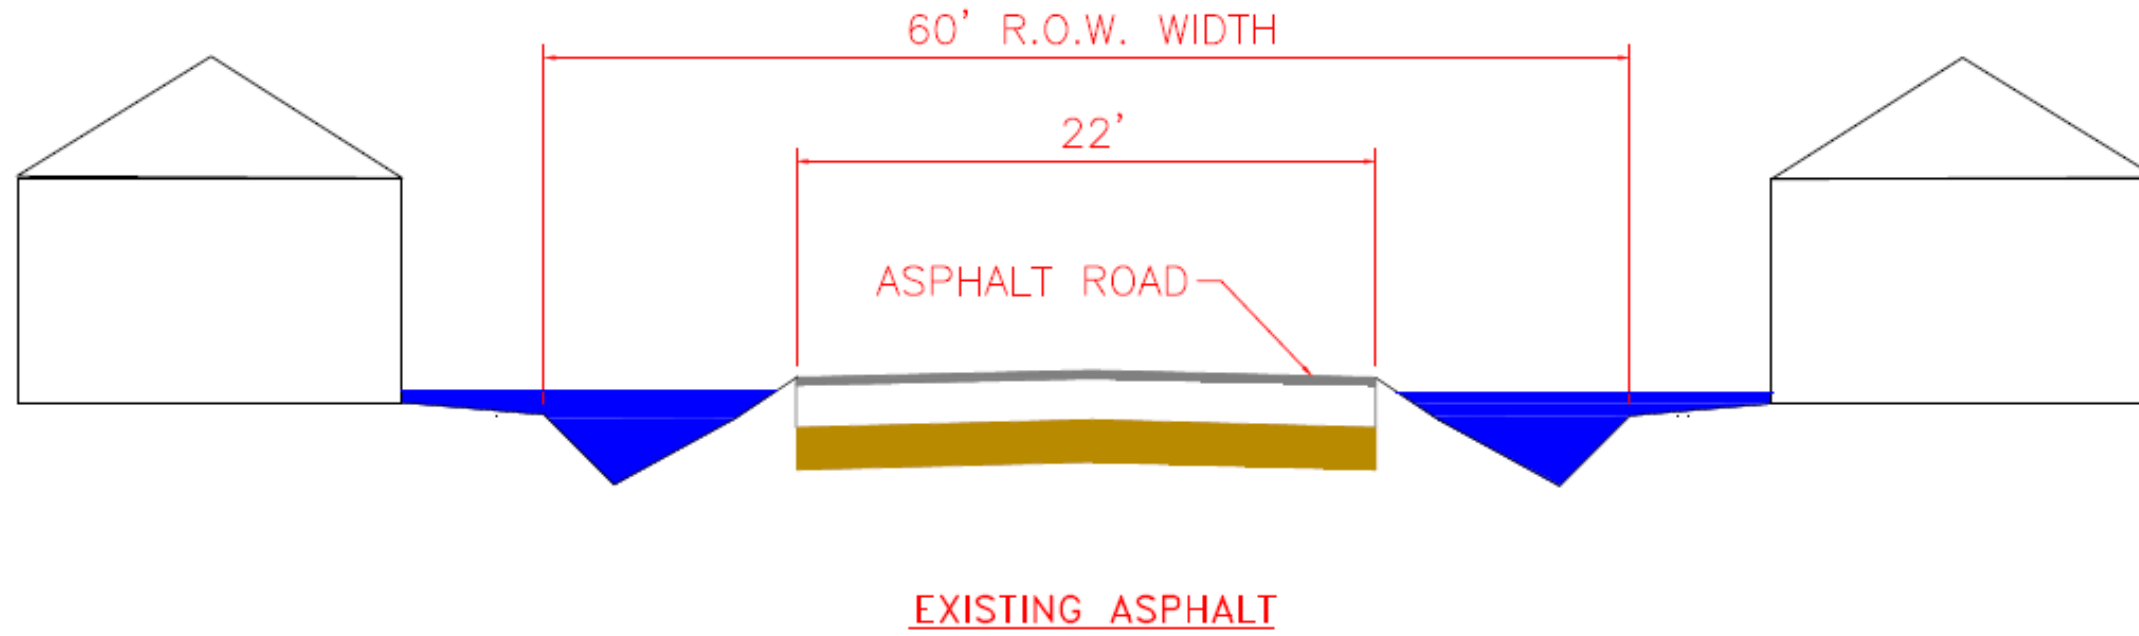 60' R.O.W. WIDTH
22'
ASPHALT ROAD
EXISTING ASPHALT